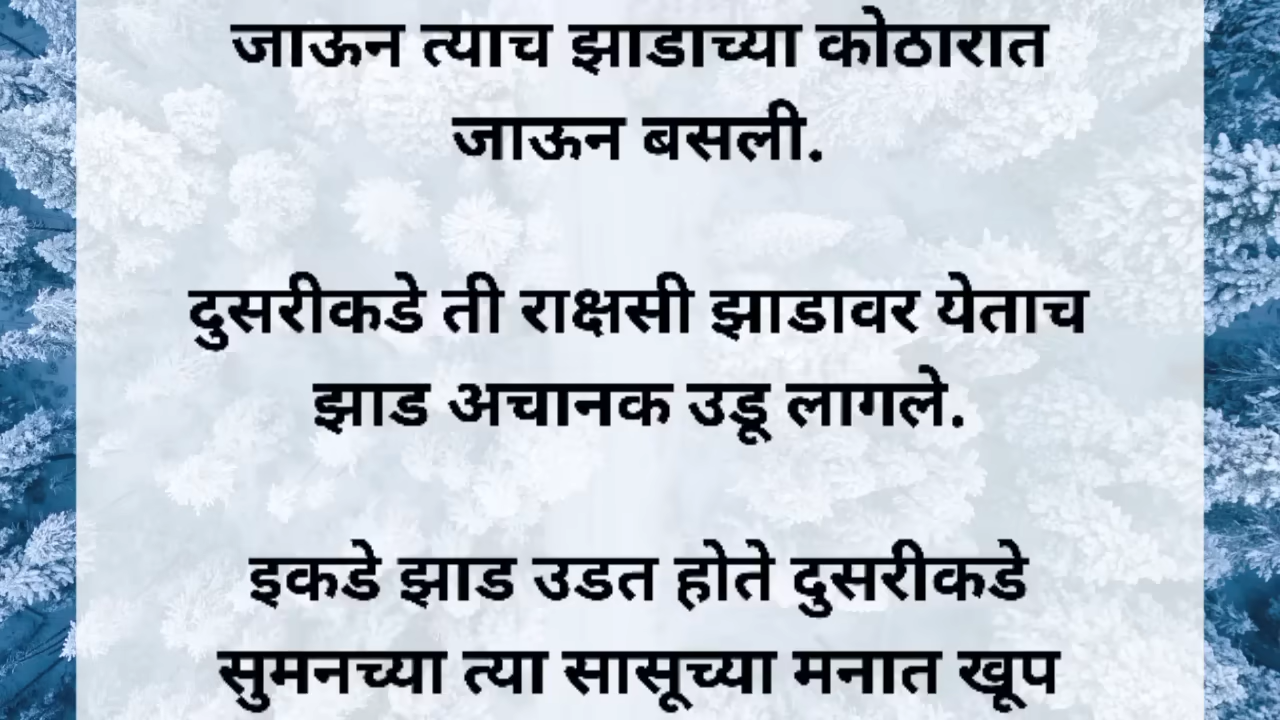 जाऊन त्याच झाडाच्या कोठारात
जाऊन बसली.
दुसरीकडे ती राक्षसी झाडावर येताच
झाड अचानक उडू लागले.
इकडे झाड उडत होते दुसरीकडे
सुमनच्या त्या सासूच्या मनात खूप